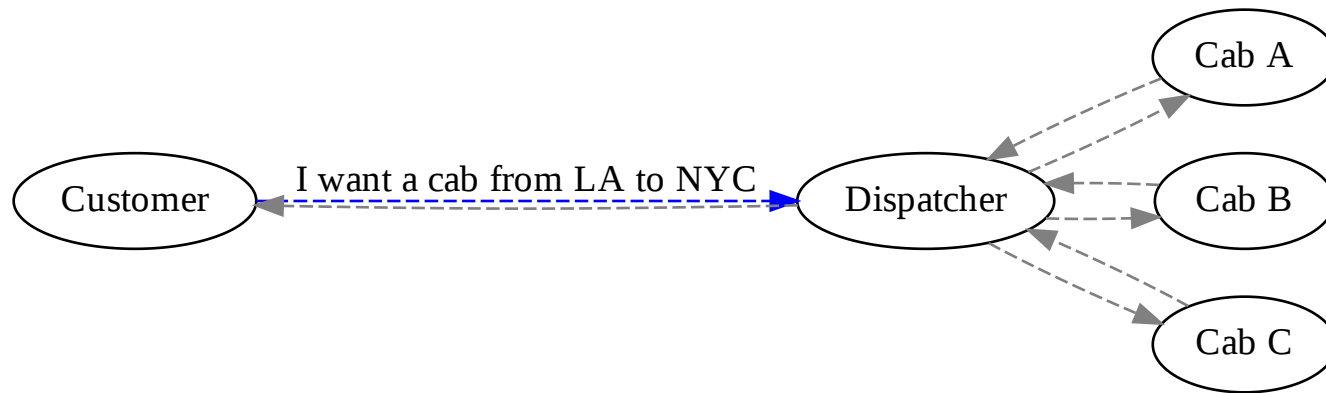 Customer
I want a cab from LA to NYC
Dispatcher
Cab A
Cab B
Cab C